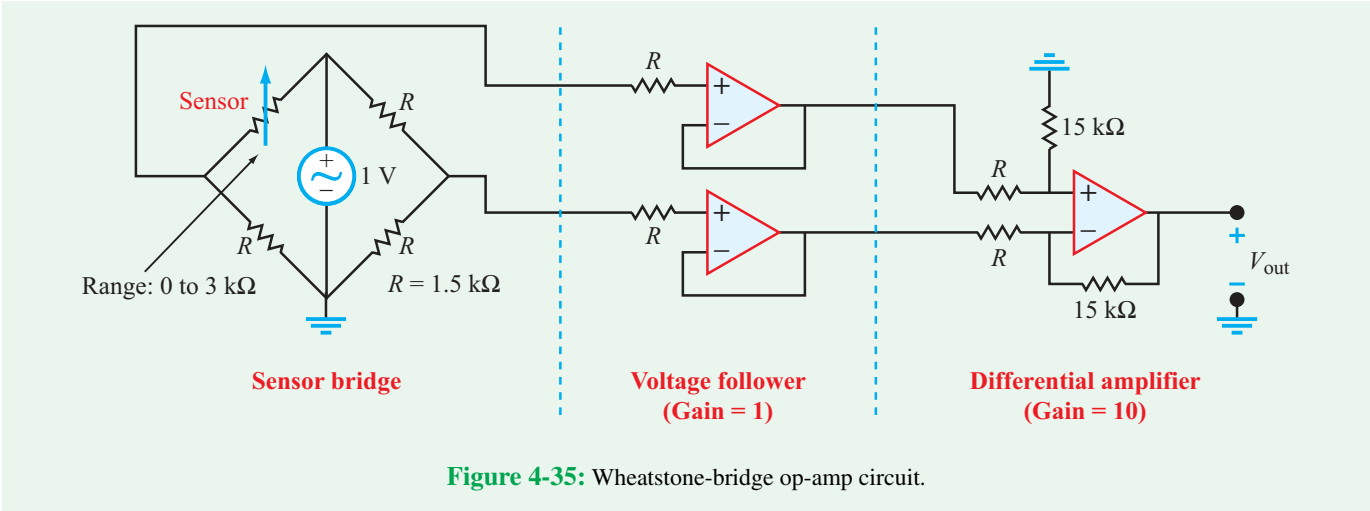 Sensor
R
+
−
1 V
R
R
Range: 0 to 3 kΩ
R = 1.5 kΩ
Sensor bridge
R
+
−
R
+
−
Voltage follower
(Gain = 1)
15 kΩ
R
+
−
R
15 kΩ
+
Vout
−
Differential amplifier
(Gain = 10)
Figure 4-35: Wheatstone-bridge op-amp circuit.